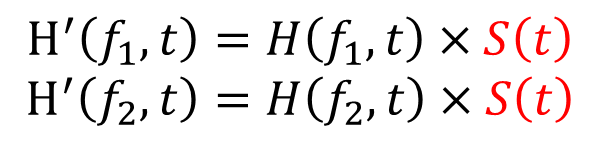 H′(f₁, t) = H(f₁, t) × S(t)
H′(f₂, t) = H(f₂, t) × S(t)